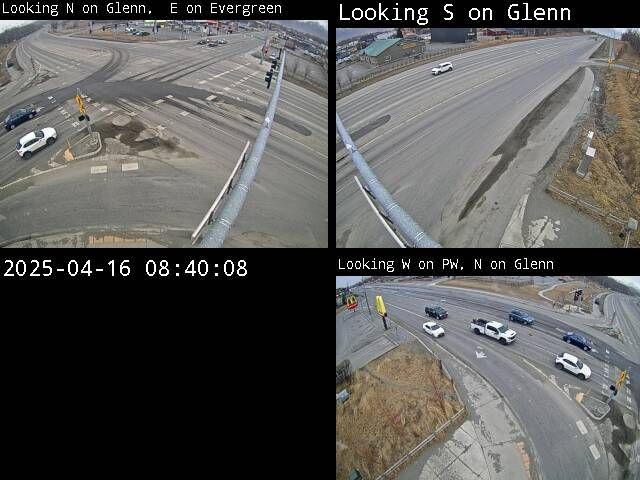 Looking N on Glenn,  E on Evergreen
Looking S on Glenn
2025-04-16 08:40:08
Looking W on PW, N on Glenn